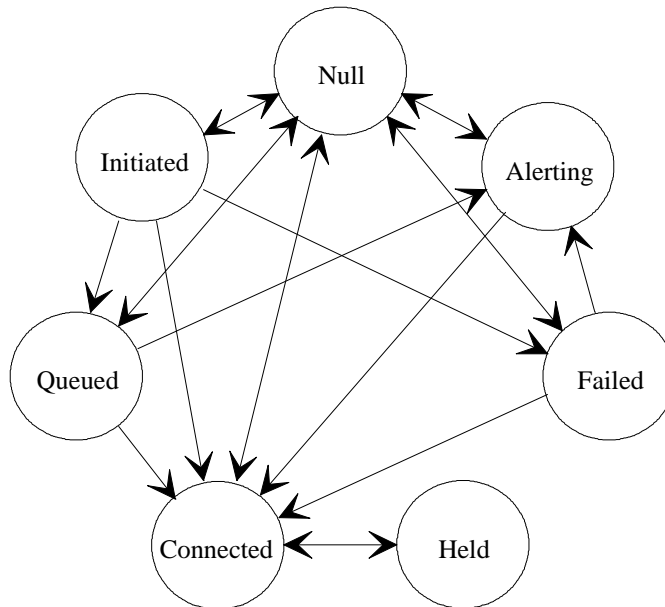 Null
Initiated
Alerting
Queued
Failed
Connected
Held